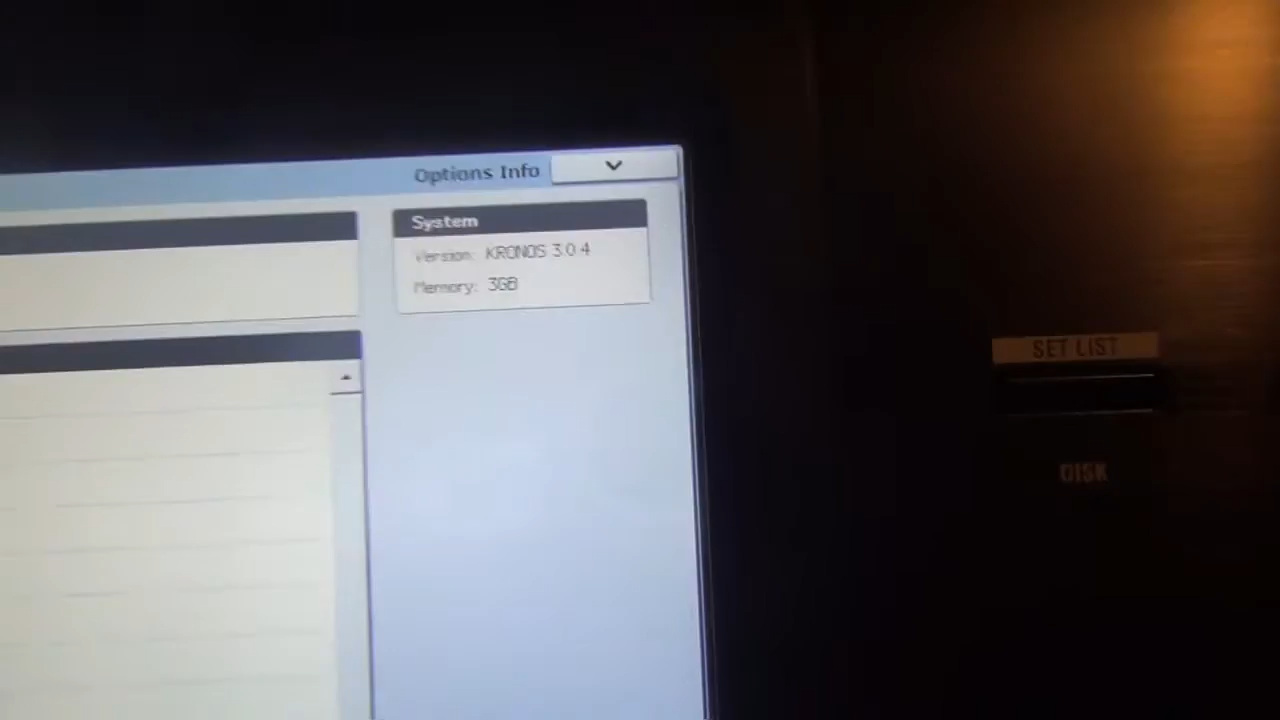 Options Info
System
Version: KRONOS 3.0.4
Memory: 3GB
SET LIST
DISK